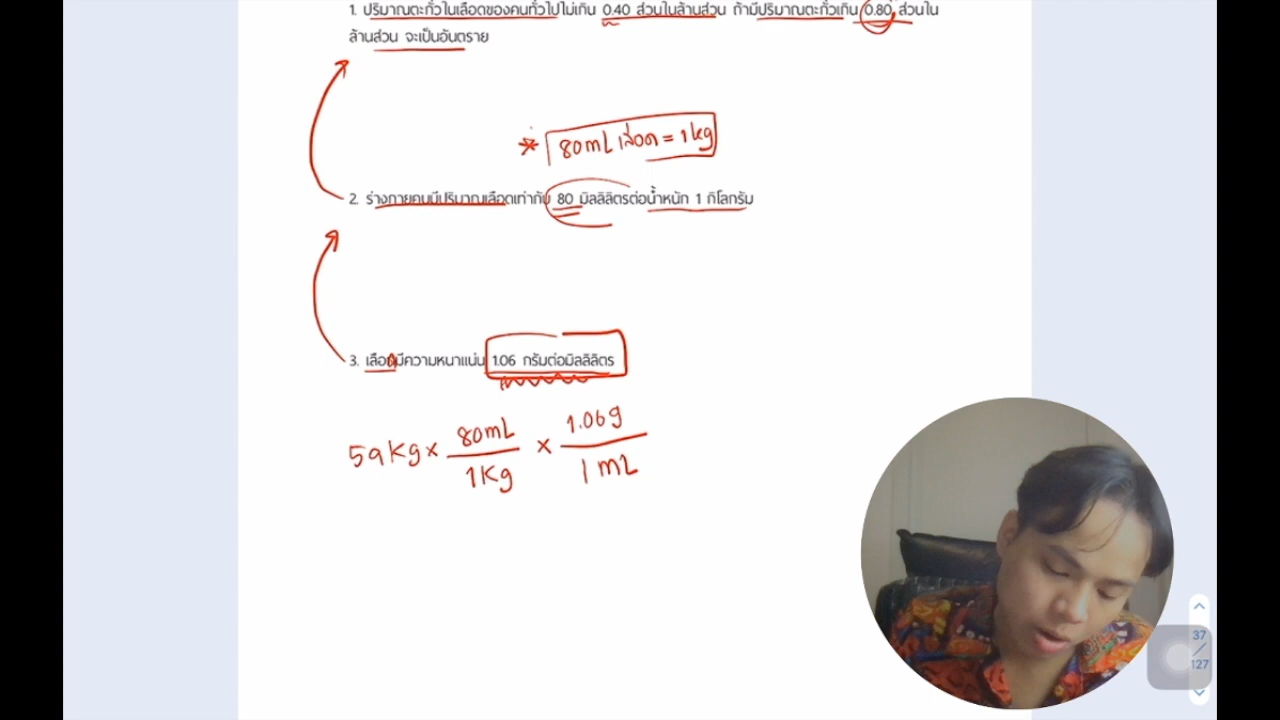 1. ปริมาณตะกั่วในเลือดของคนทั่วไปไม่เกิน 0.40 ส่วนในล้านส่วน ถ้ามีปริมาณตะกั่วเกิน 0.80 ส่วนใน
ล้านส่วน จะเป็นอันตราย
* 80mL เลือด = 1kg
2. ร่างกายคนมีปริมาณเลือดเท่ากับ 80 มิลลิลิตรต่อน้ำหนัก 1 กิโลกรัม
3. เลือดมีความหนาแน่น 1.06 กรัมต่อมิลลิลิตร
59kg × 80mL/1kg × 1.06g/1mL
37
127